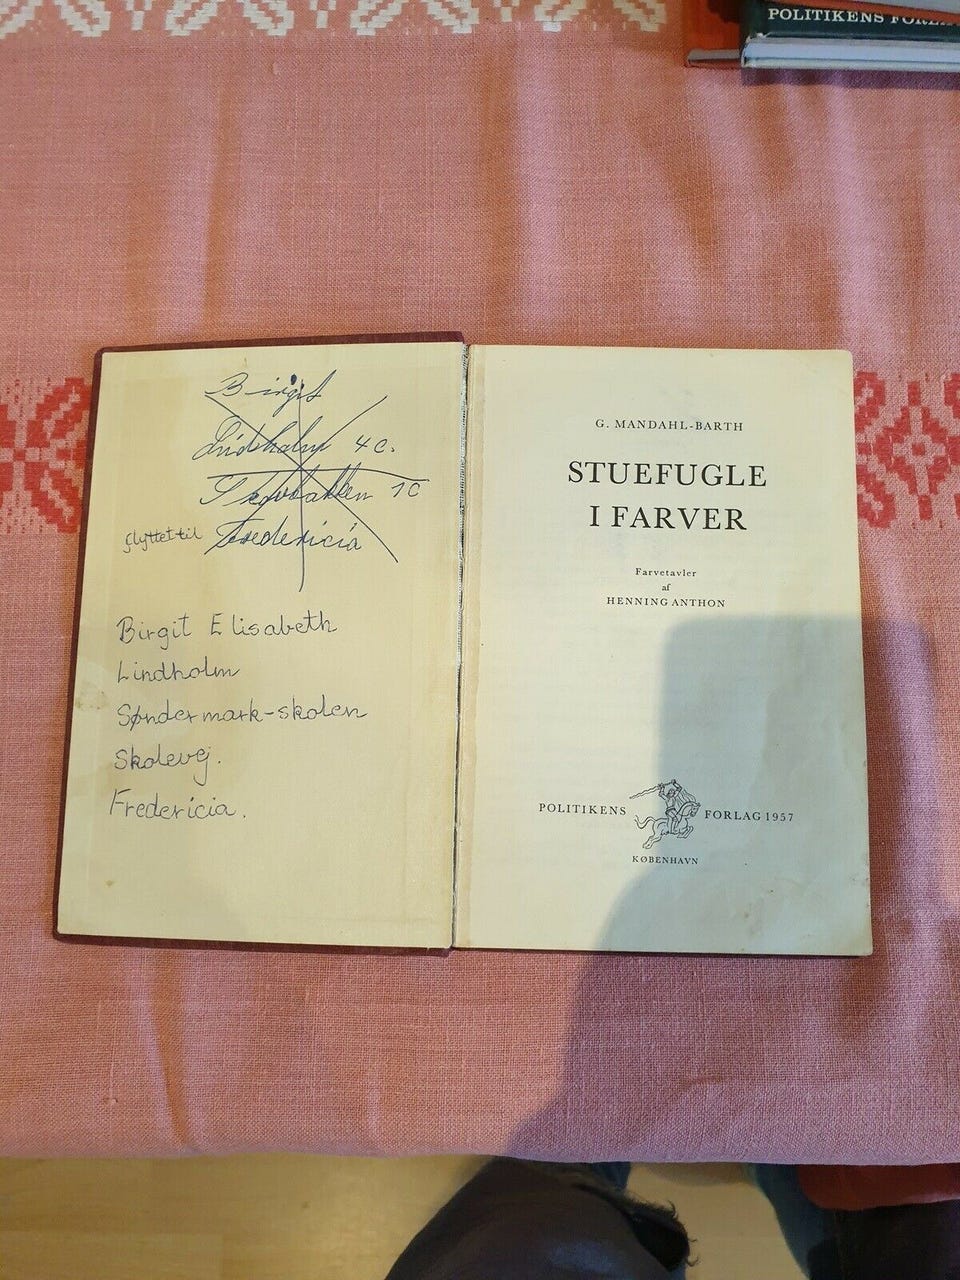 POLITIKENS FORLA
Birgit
Lindholm 4c.
Skovbakken 1C
flyttet til Fredericia
Birgit Elisabeth
Lindholm
Søndermark-skolen
Skolevej.
Fredericia.
G. MANDAHL-BARTH
STUEFUGLE
I FARVER
Farvetavler
af
HENNING ANTHON
POLITIKENS FORLAG 1957
KØBENHAVN